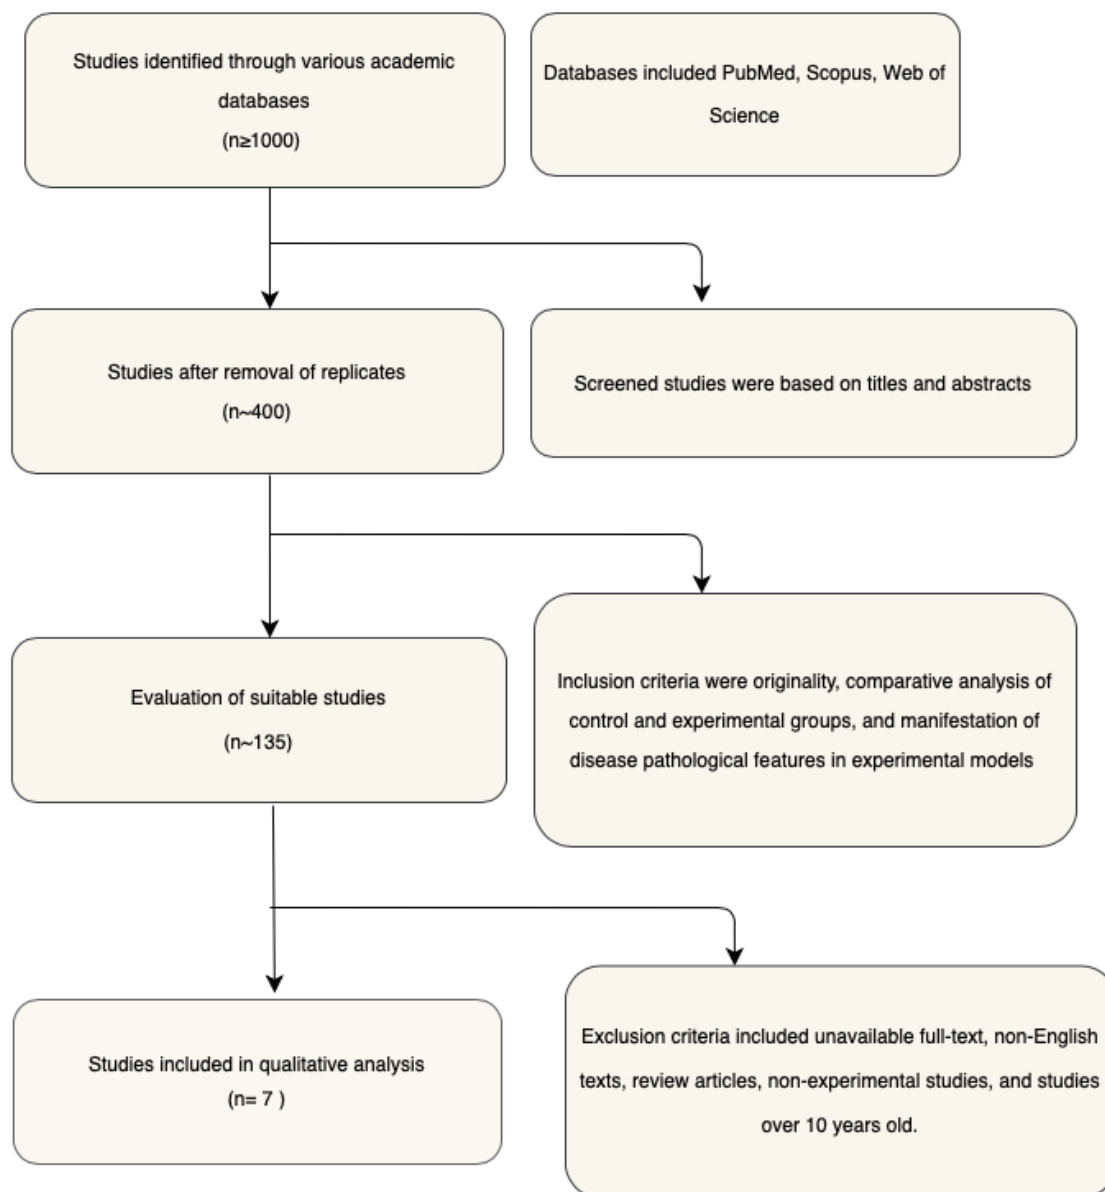 Studies identified through various academic
databases
(n≥1000)
Databases included PubMed, Scopus, Web of
Science
Studies after removal of replicates
(n~400)
Screened studies were based on titles and abstracts
Evaluation of suitable studies
(n~135)
Inclusion criteria were originality, comparative analysis of
control and experimental groups, and manifestation of
disease pathological features in experimental models
Studies included in qualitative analysis
(n= 7 )
Exclusion criteria included unavailable full-text, non-English
texts, review articles, non-experimental studies, and studies
over 10 years old.